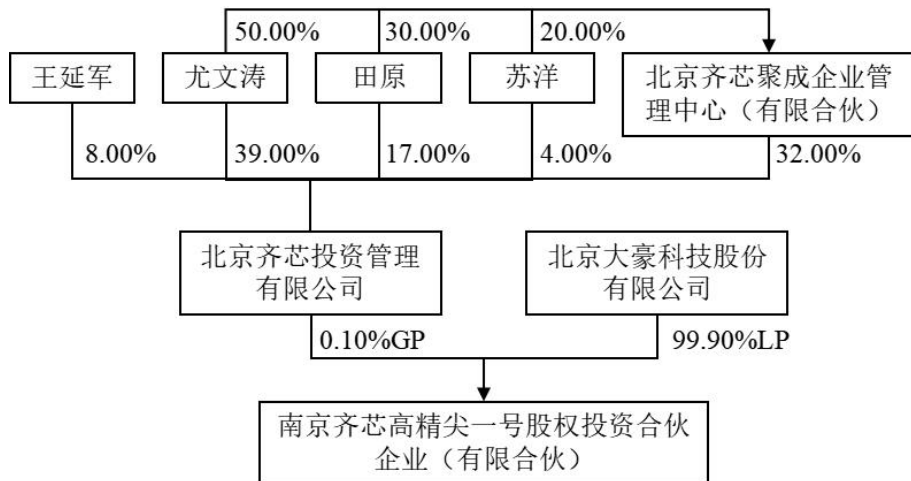 50.00%
30.00%
20.00%
王延军
尤文涛
田原
苏洋
北京齐芯聚成企业管
理中心（有限合伙）
8.00%
39.00%
17.00%
4.00%
32.00%
北京齐芯投资管理
有限公司
北京大豪科技股份
有限公司
0.10%GP
99.90%LP
南京齐芯高精尖一号股权投资合伙
企业（有限合伙）